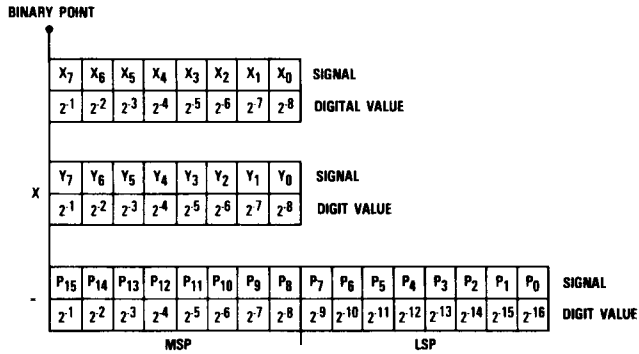 BINARY POINT
X₇ X₆ X₅ X₄ X₃ X₂ X₁ X₀ SIGNAL
2⁻¹ 2⁻² 2⁻³ 2⁻⁴ 2⁻⁵ 2⁻⁶ 2⁻⁷ 2⁻⁸ DIGITAL VALUE
Y₇ Y₆ Y₅ Y₄ Y₃ Y₂ Y₁ Y₀ SIGNAL
X
2⁻¹ 2⁻² 2⁻³ 2⁻⁴ 2⁻⁵ 2⁻⁶ 2⁻⁷ 2⁻⁸ DIGIT VALUE
P₁₅ P₁₄ P₁₃ P₁₂ P₁₁ P₁₀ P₉ P₈ P₇ P₆ P₅ P₄ P₃ P₂ P₁ P₀ SIGNAL
-
2⁻¹ 2⁻² 2⁻³ 2⁻⁴ 2⁻⁵ 2⁻⁶ 2⁻⁷ 2⁻⁸ 2⁻⁹ 2⁻¹⁰ 2⁻¹¹ 2⁻¹² 2⁻¹³ 2⁻¹⁴ 2⁻¹⁵ 2⁻¹⁶ DIGIT VALUE
MSP LSP